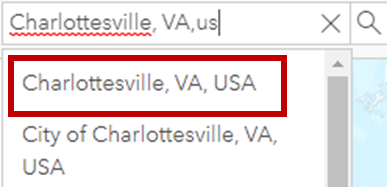 Charlottesville, VA,us
Charlottesville, VA, USA
City of Charlottesville, VA,
USA